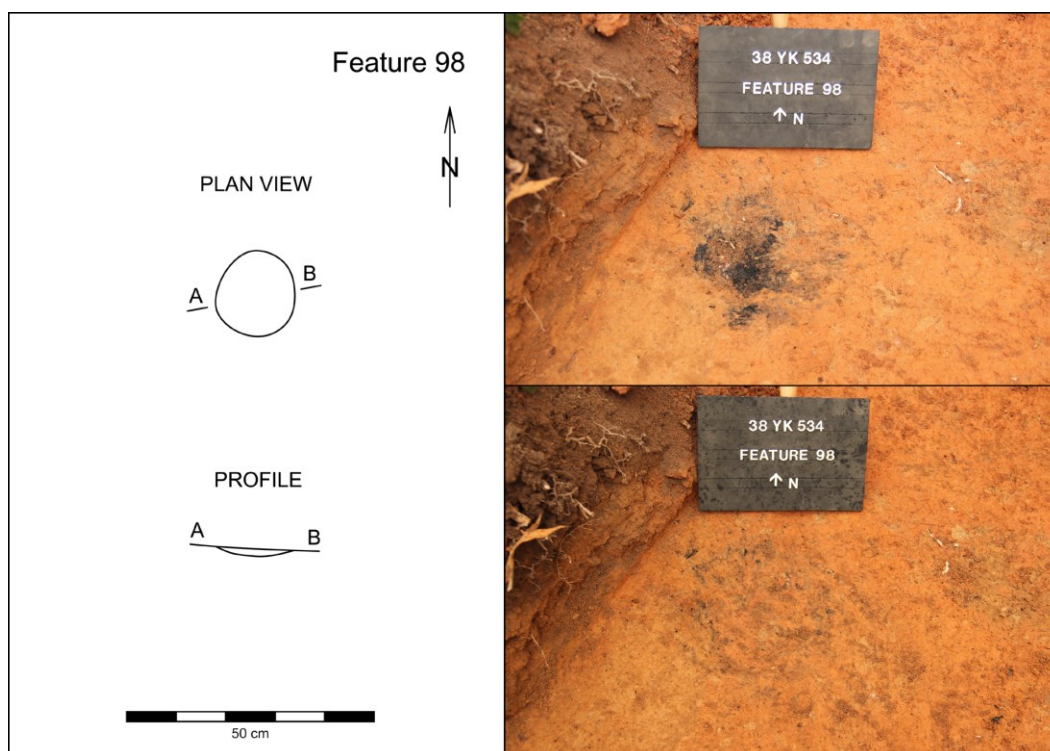 Feature 98
N
PLAN VIEW
A
B
PROFILE
A
B
50 cm
38 YK 534
FEATURE 98
↑ N
38 YK 534
FEATURE 98
↑ N